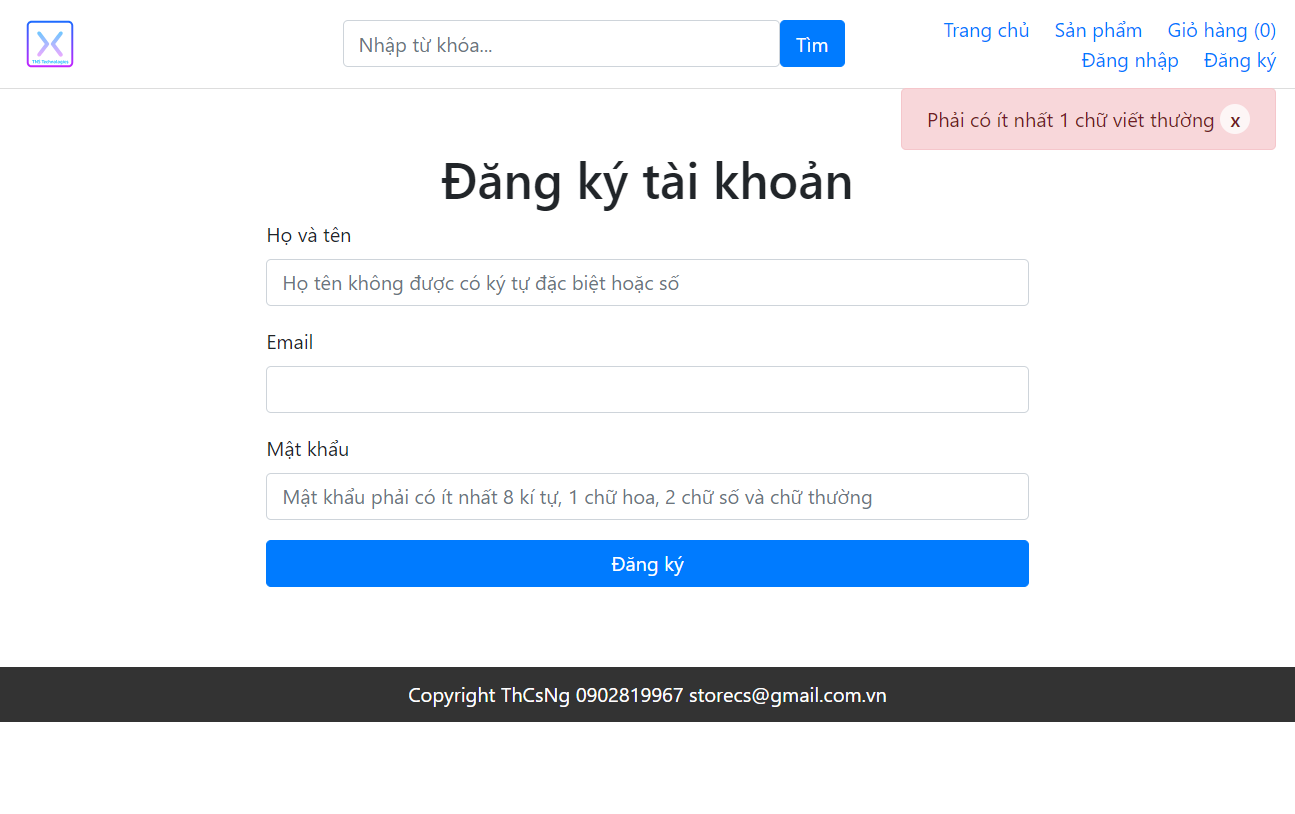 TNS Technologies
Nhập từ khóa...
Tìm
Trang chủ Sản phẩm Giỏ hàng (0)
Đăng nhập Đăng ký
Phải có ít nhất 1 chữ viết thường x
Đăng ký tài khoản
Họ và tên
Họ tên không được có ký tự đặc biệt hoặc số
Email
Mật khẩu
Mật khẩu phải có ít nhất 8 kí tự, 1 chữ hoa, 2 chữ số và chữ thường
Đăng ký
Copyright ThCsNg 0902819967 storecs@gmail.com.vn